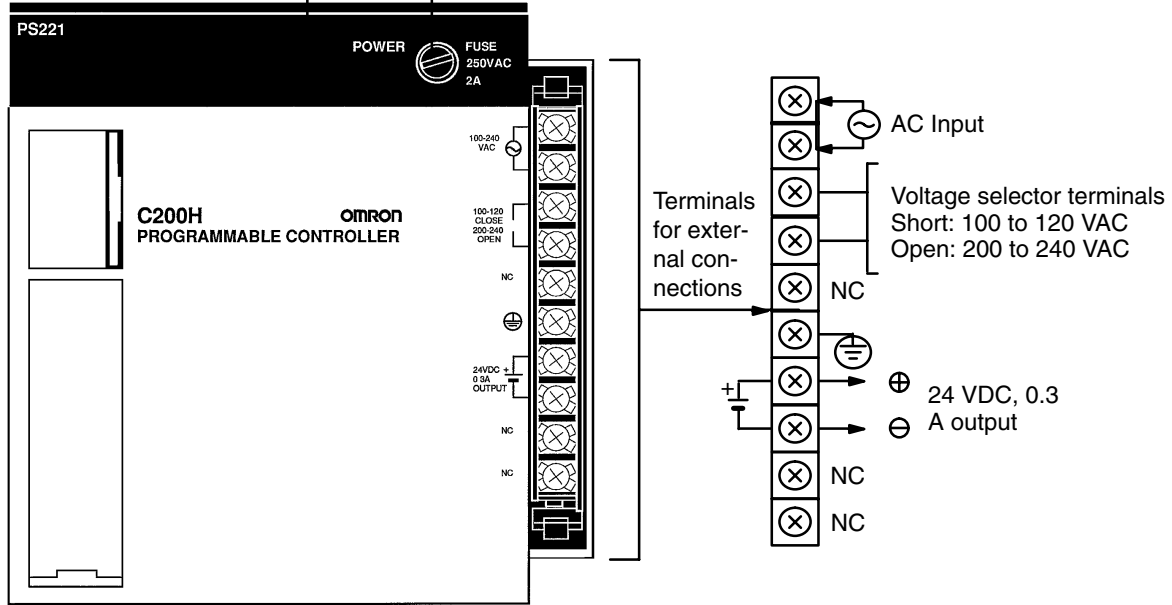 PS221
POWER
FUSE
250VAC
2A
100-240
VAC
C200H
OMRON
PROGRAMMABLE CONTROLLER
100-120
CLOSE
200-240
OPEN
NC
24VDC +
0 3A
OUTPUT
NC
NC
Terminals
for exter-
nal con-
nections
AC Input
Voltage selector terminals
Short: 100 to 120 VAC
Open: 200 to 240 VAC
NC
+
24 VDC, 0.3
A output
NC
NC